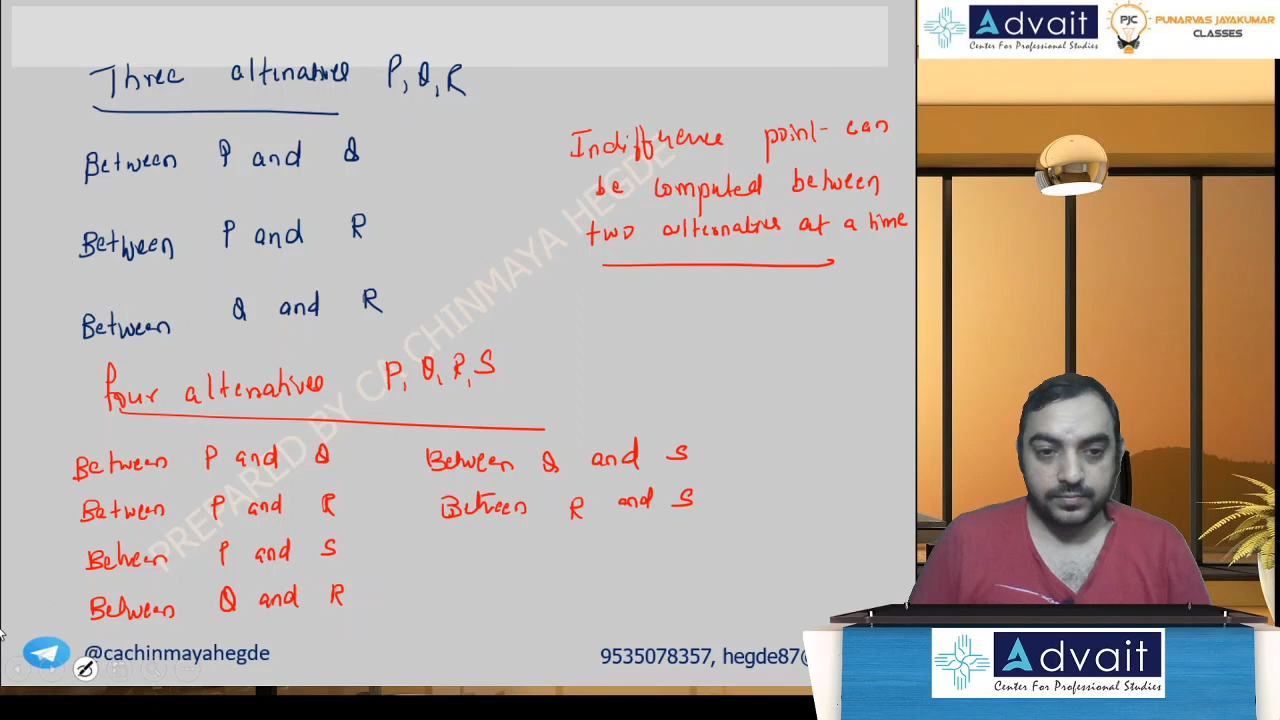 Three alternatives P, Q, R
Between P and Q
Between P and R
Between Q and R
Indifference point can
be computed between
two alternatives at a time
Four alternatives P, Q, R, S
Between P and Q
Between P and R
Between P and S
Between Q and R
Between Q and S
Between R and S
PREPARED BY CA CHINMAYA HEGDE
@cachinmayahegde
9535078357, hegde87@
Advait
Center For Professional Studies
PJC
PUNARVAS JAYAKUMAR
CLASSES
Advait
Center For Professional Studies